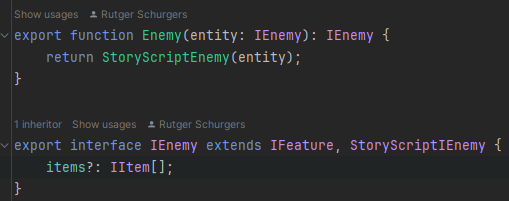 Show usages Rutger Schurgers
export function Enemy(entity: IEnemy): IEnemy {
    return StoryScriptEnemy(entity);
}
1 inheritor Show usages Rutger Schurgers
export interface IEnemy extends IFeature, StoryScriptIEnemy {
    items?: IItem[];
}